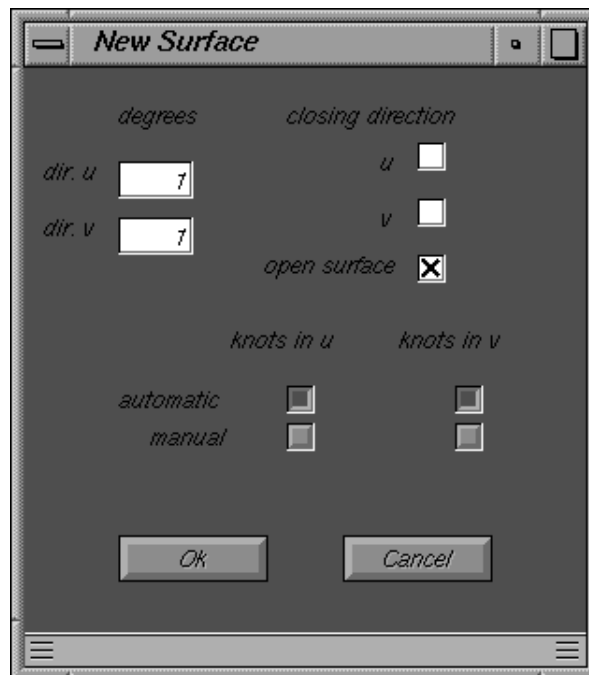 New Surface
degrees closing direction
dir. u 1 u
dir. v 1 v
open surface
knots in u knots in v
automatic
manual
Ok Cancel